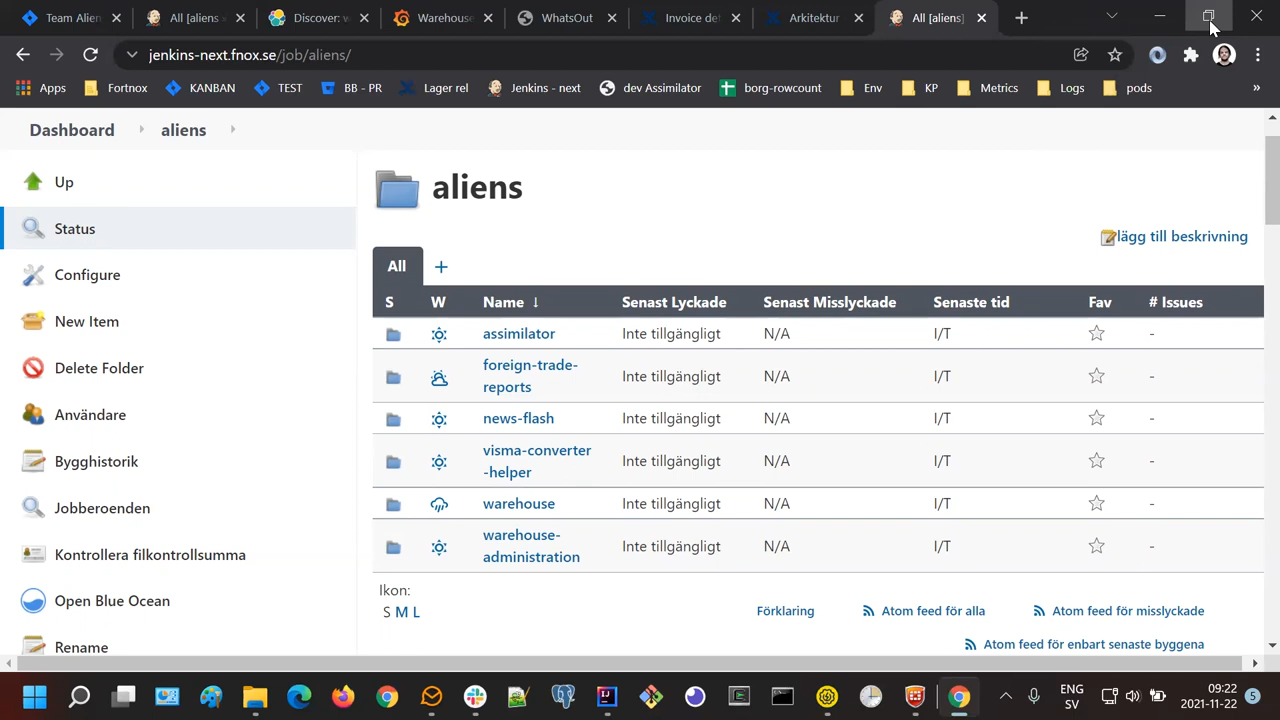 Team Alien
All [aliens
Discover: w
Warehouse
WhatsOut
Invoice de
Arkitektur
All [aliens]
jenkins-next.fnox.se/job/aliens/
Apps
Fortnox
KANBAN
TEST
BB - PR
Lager rel
Jenkins - next
dev Assimilator
borg-rowcount
Env
KP
Metrics
Logs
pods
»
Dashboard
aliens
Up
Status
Configure
New Item
Delete Folder
Användare
Bygghistorik
Jobberoenden
Kontrollera filkontrollsumma
Open Blue Ocean
Rename
aliens
lägg till beskrivning
All +
S W Name ↓ Senast Lyckade Senast Misslyckade Senaste tid Fav # Issues
assimilator Inte tillgängligt N/A I/T -
foreign-trade-
reports Inte tillgängligt N/A I/T -
news-flash Inte tillgängligt N/A I/T -
visma-converter
-helper Inte tillgängligt N/A I/T -
warehouse Inte tillgängligt N/A I/T -
warehouse-
administration Inte tillgängligt N/A I/T -
Ikon:
S M L
Förklaring
Atom feed för alla
Atom feed för misslyckade
Atom feed för enbart senaste byggena
ENG
SV
09:22
2021-11-22
5